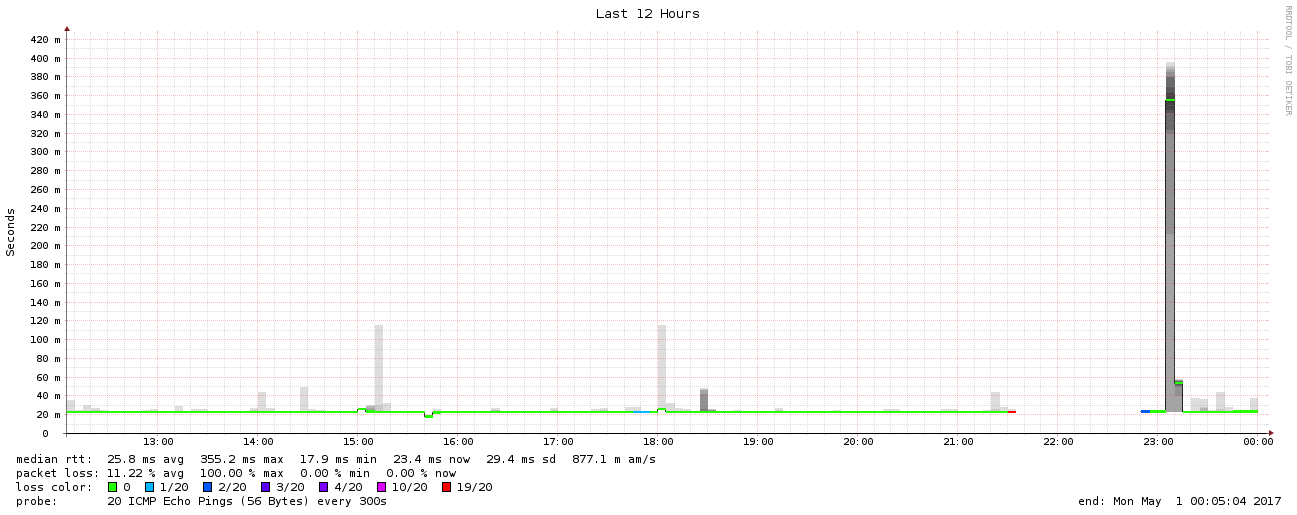 Last 12 Hours
RRDTOOL / TOBI OETIKER
Seconds
420 m
400 m
380 m
360 m
340 m
320 m
300 m
280 m
260 m
240 m
220 m
200 m
180 m
160 m
140 m
120 m
100 m
80 m
60 m
40 m
20 m
0
13:00 14:00 15:00 16:00 17:00 18:00 19:00 20:00 21:00 22:00 23:00 00:00
median rtt: 25.8 ms avg 355.2 ms max 17.9 ms min 23.4 ms now 29.4 ms sd 877.1 m am/s
packet loss: 11.22 % avg 100.00 % max 0.00 % min 0.00 % now
loss color: 0 1/20 2/20 3/20 4/20 10/20 19/20
probe: 20 ICMP Echo Pings (56 Bytes) every 300s end: Mon May 1 00:05:04 2017